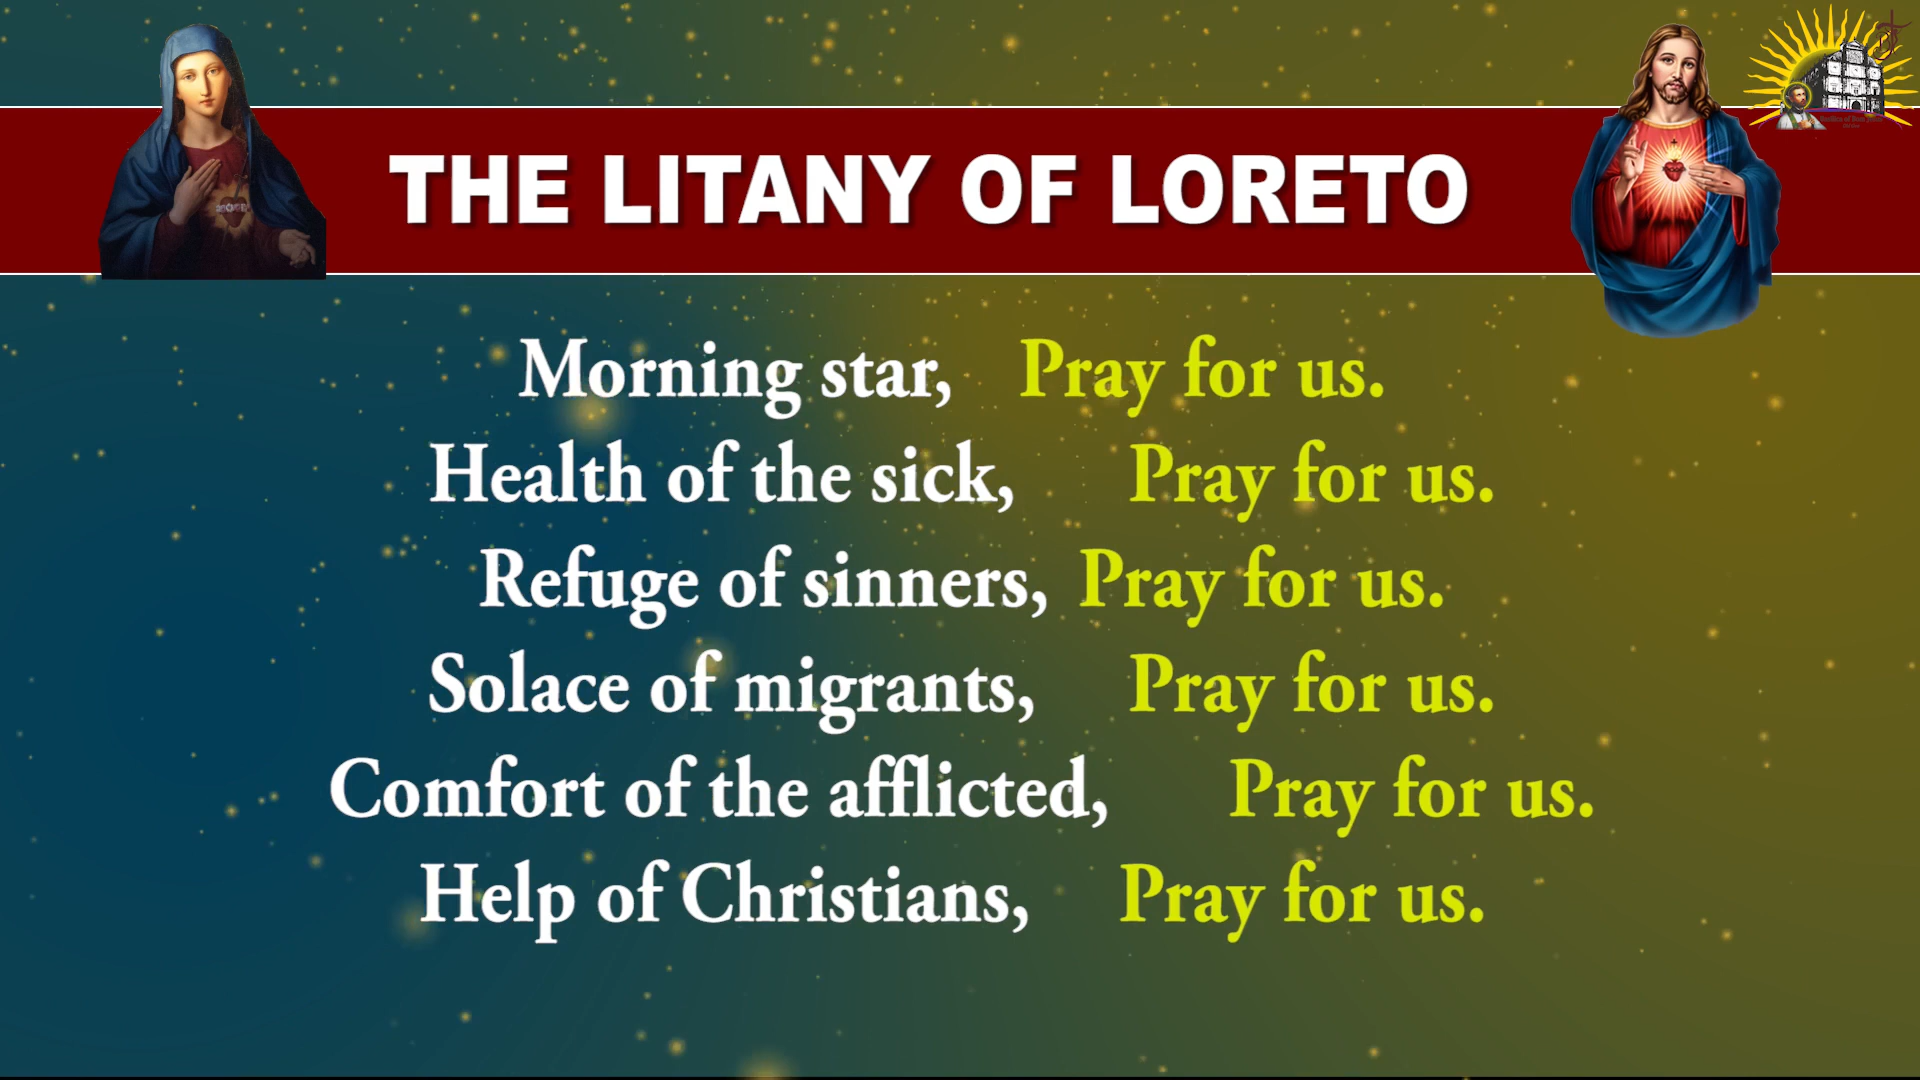 THE LITANY OF LORETO
Morning star, Pray for us.
Health of the sick, Pray for us.
Refuge of sinners, Pray for us.
Solace of migrants, Pray for us.
Comfort of the afflicted, Pray for us.
Help of Christians, Pray for us.